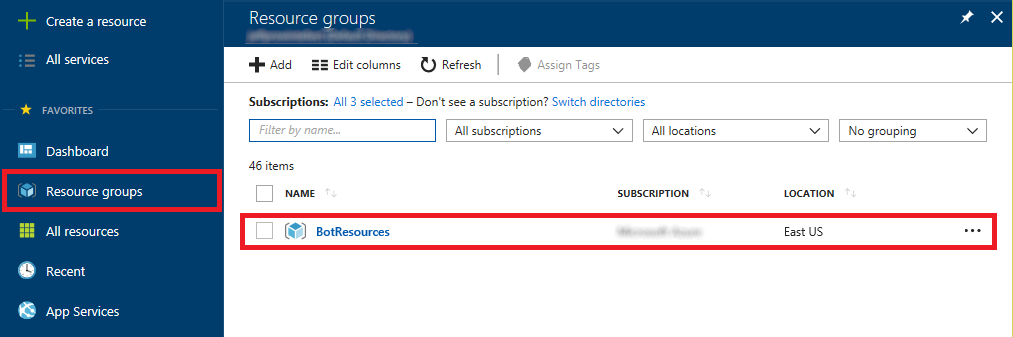 Create a resource
All services
FAVORITES
Dashboard
Resource groups
All resources
Recent
App Services
Resource groups
Add Edit columns Refresh Assign Tags
Subscriptions: All 3 selected – Don't see a subscription? Switch directories
Filter by name... All subscriptions All locations No grouping
46 items
NAME SUBSCRIPTION LOCATION
BotResources East US